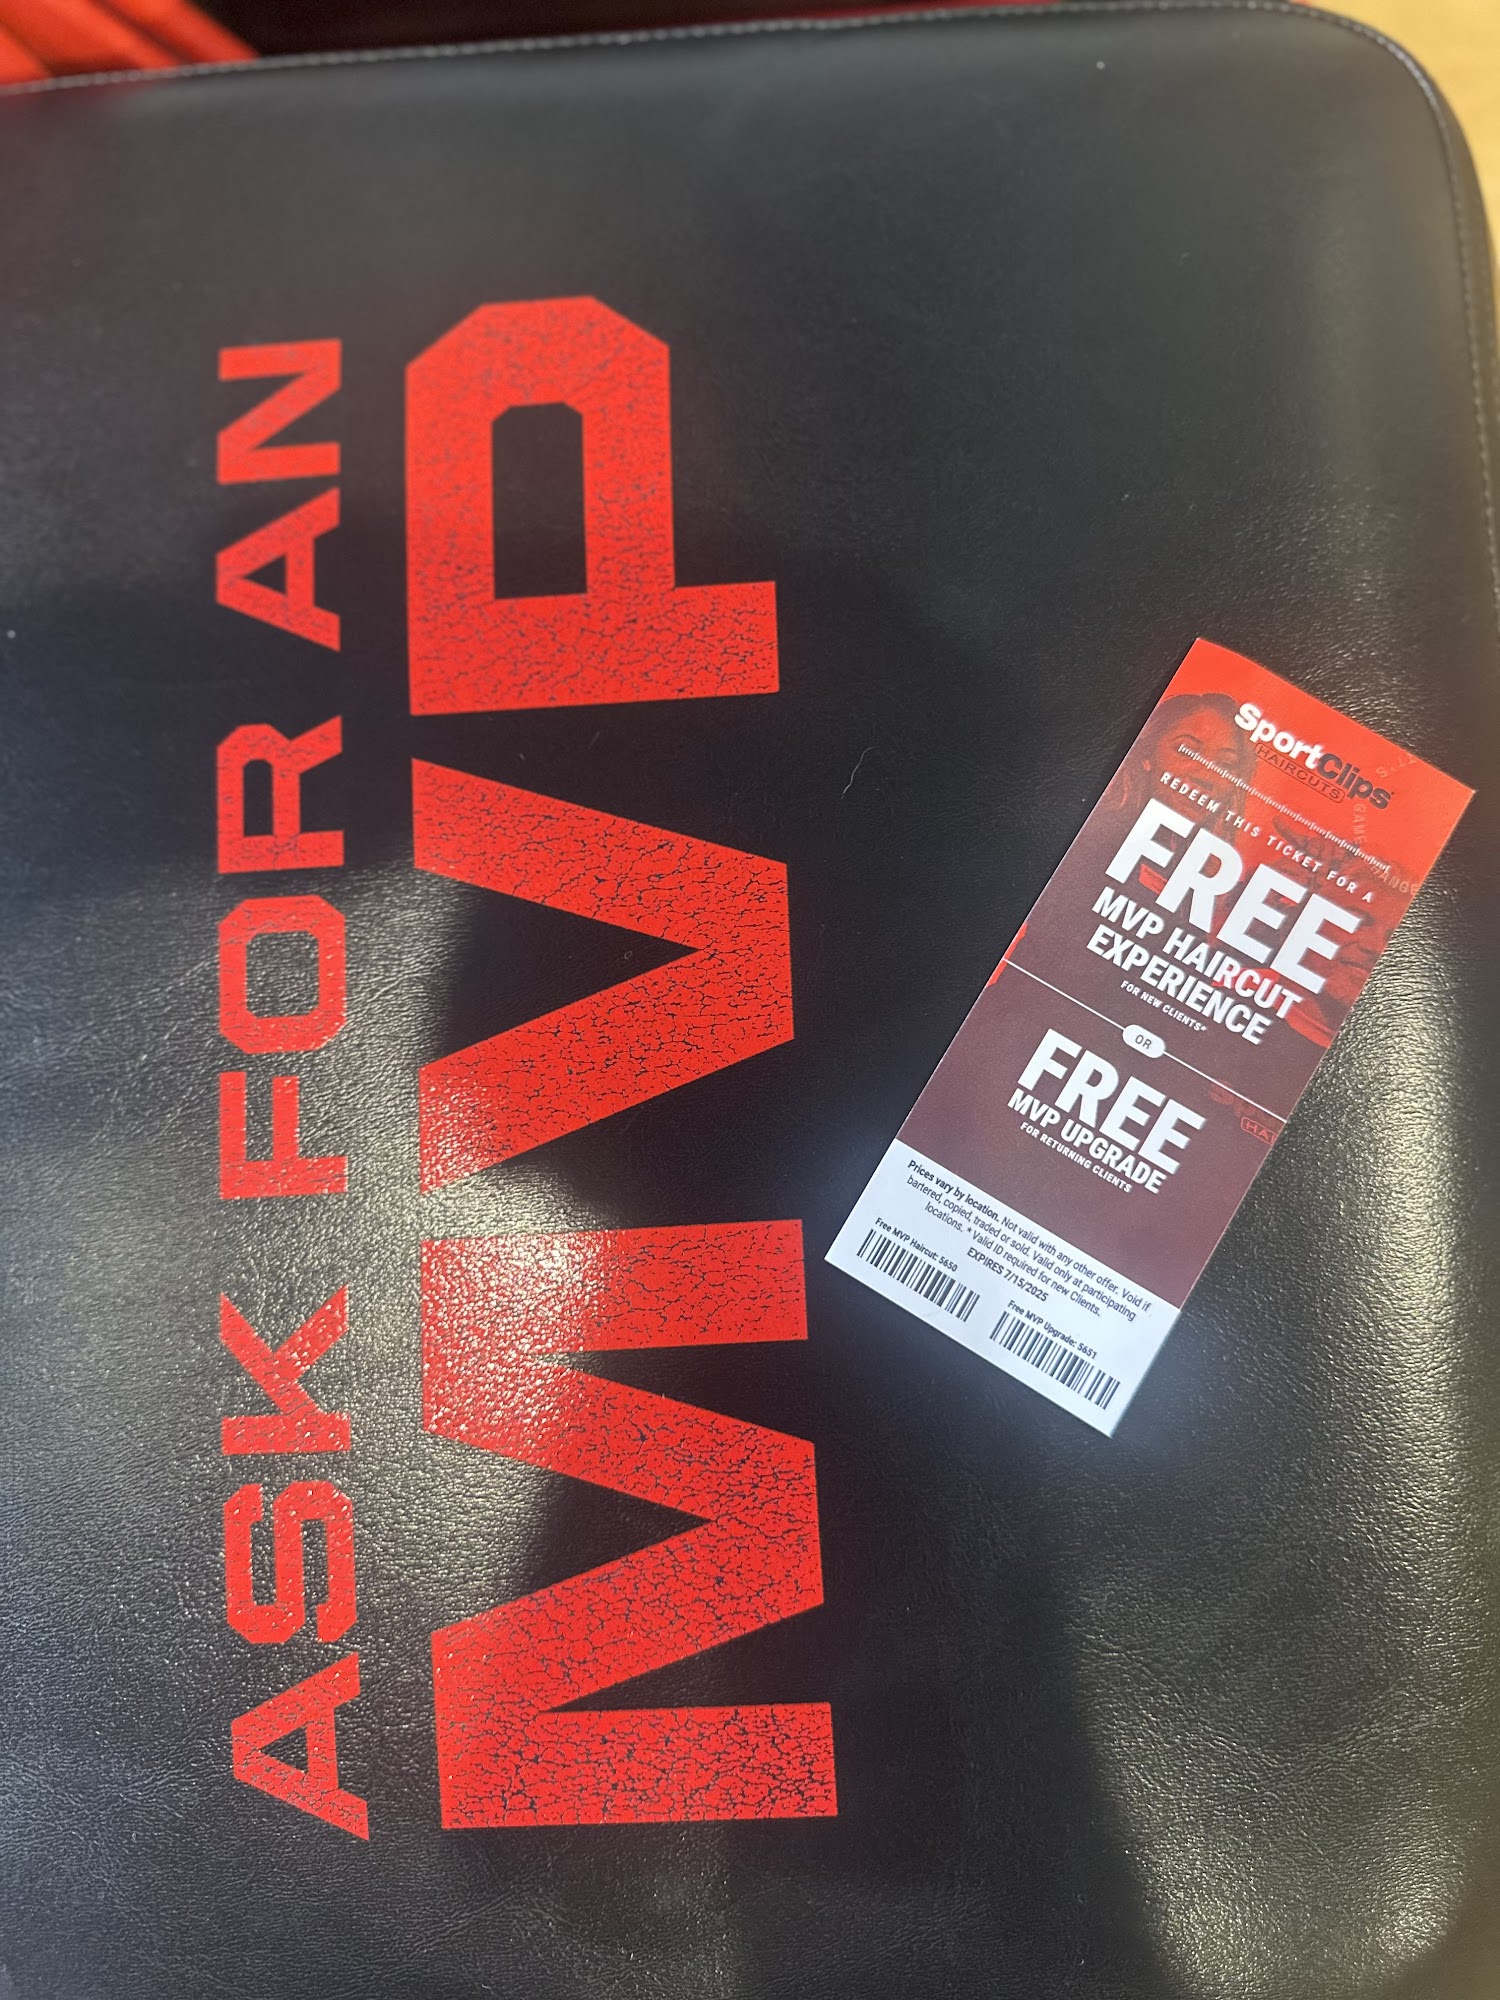 ASK FOR AN
MVP
SportClips
HAIRCUTS
REDEEM THIS TICKET FOR A
FREE
MVP HAIRCUT
EXPERIENCE
FOR NEW CLIENTS*
OR
FREE
MVP UPGRADE
FOR RETURNING CLIENTS
Prices vary by location. Not valid with any other offer. Void if
bartered, copied, traded or sold. Valid only at participating
locations. * Valid ID required for new Clients.
EXPIRES 7/15/2025
Free MVP Haircut: 5650
Free MVP Upgrade: 5651